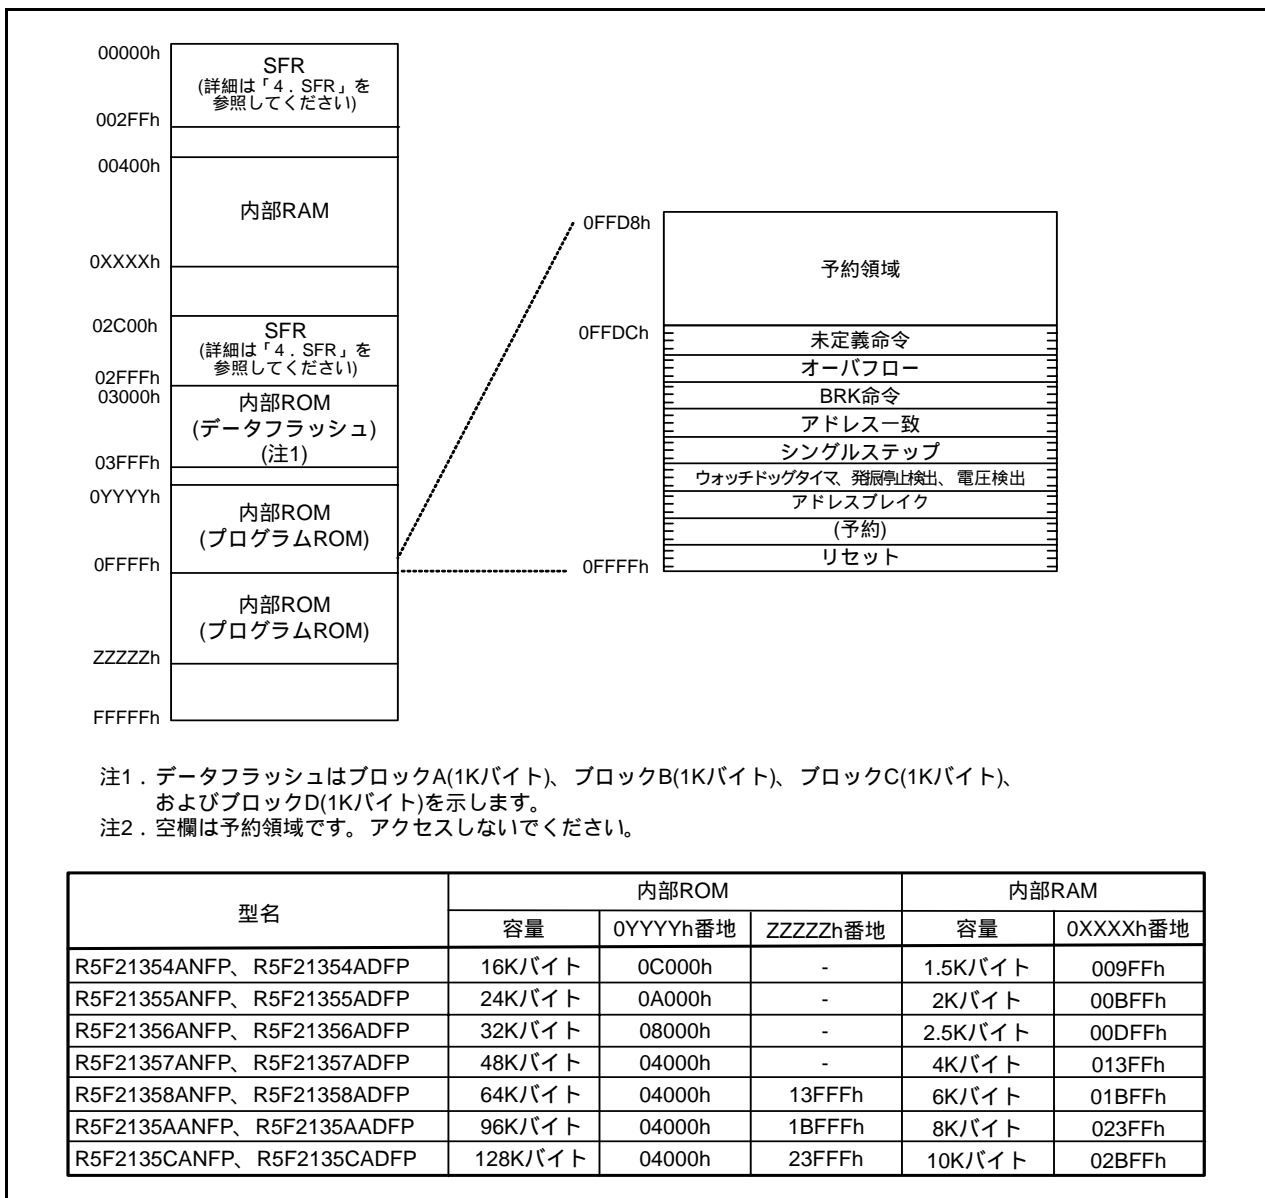 00000h
SFR
(詳細は「4．SFR」を
参照してください)
002FFh
00400h
内部RAM
0XXXXh
02C00h
SFR
(詳細は「4．SFR」を
参照してください)
02FFFh
03000h
内部ROM
(データフラッシュ)
(注1)
03FFFh
0YYYYh
内部ROM
(プログラムROM)
0FFFFh
内部ROM
(プログラムROM)
ZZZZZh
FFFFFh
0FFD8h
予約領域
0FFDCh
未定義命令
オーバフロー
BRK命令
アドレス一致
シングルステップ
ウォッチドッグタイマ、発振停止検出、電圧検出
アドレスブレイク
(予約)
リセット
0FFFFh
注1．データフラッシュはブロックA(1Kバイト)、ブロックB(1Kバイト)、ブロックC(1Kバイト)、
およびブロックD(1Kバイト)を示します。
注2．空欄は予約領域です。アクセスしないでください。
型名 内部ROM 内部RAM
容量 0YYYYh番地 ZZZZZh番地 容量 0XXXXh番地
R5F21354ANFP、R5F21354ADFP 16Kバイト 0C000h - 1.5Kバイト 009FFh
R5F21355ANFP、R5F21355ADFP 24Kバイト 0A000h - 2Kバイト 00BFFh
R5F21356ANFP、R5F21356ADFP 32Kバイト 08000h - 2.5Kバイト 00DFFh
R5F21357ANFP、R5F21357ADFP 48Kバイト 04000h - 4Kバイト 013FFh
R5F21358ANFP、R5F21358ADFP 64Kバイト 04000h 13FFFh 6Kバイト 01BFFh
R5F2135AANFP、R5F2135AADFP 96Kバイト 04000h 1BFFFh 8Kバイト 023FFh
R5F2135CANFP、R5F2135CADFP 128Kバイト 04000h 23FFFh 10Kバイト 02BFFh